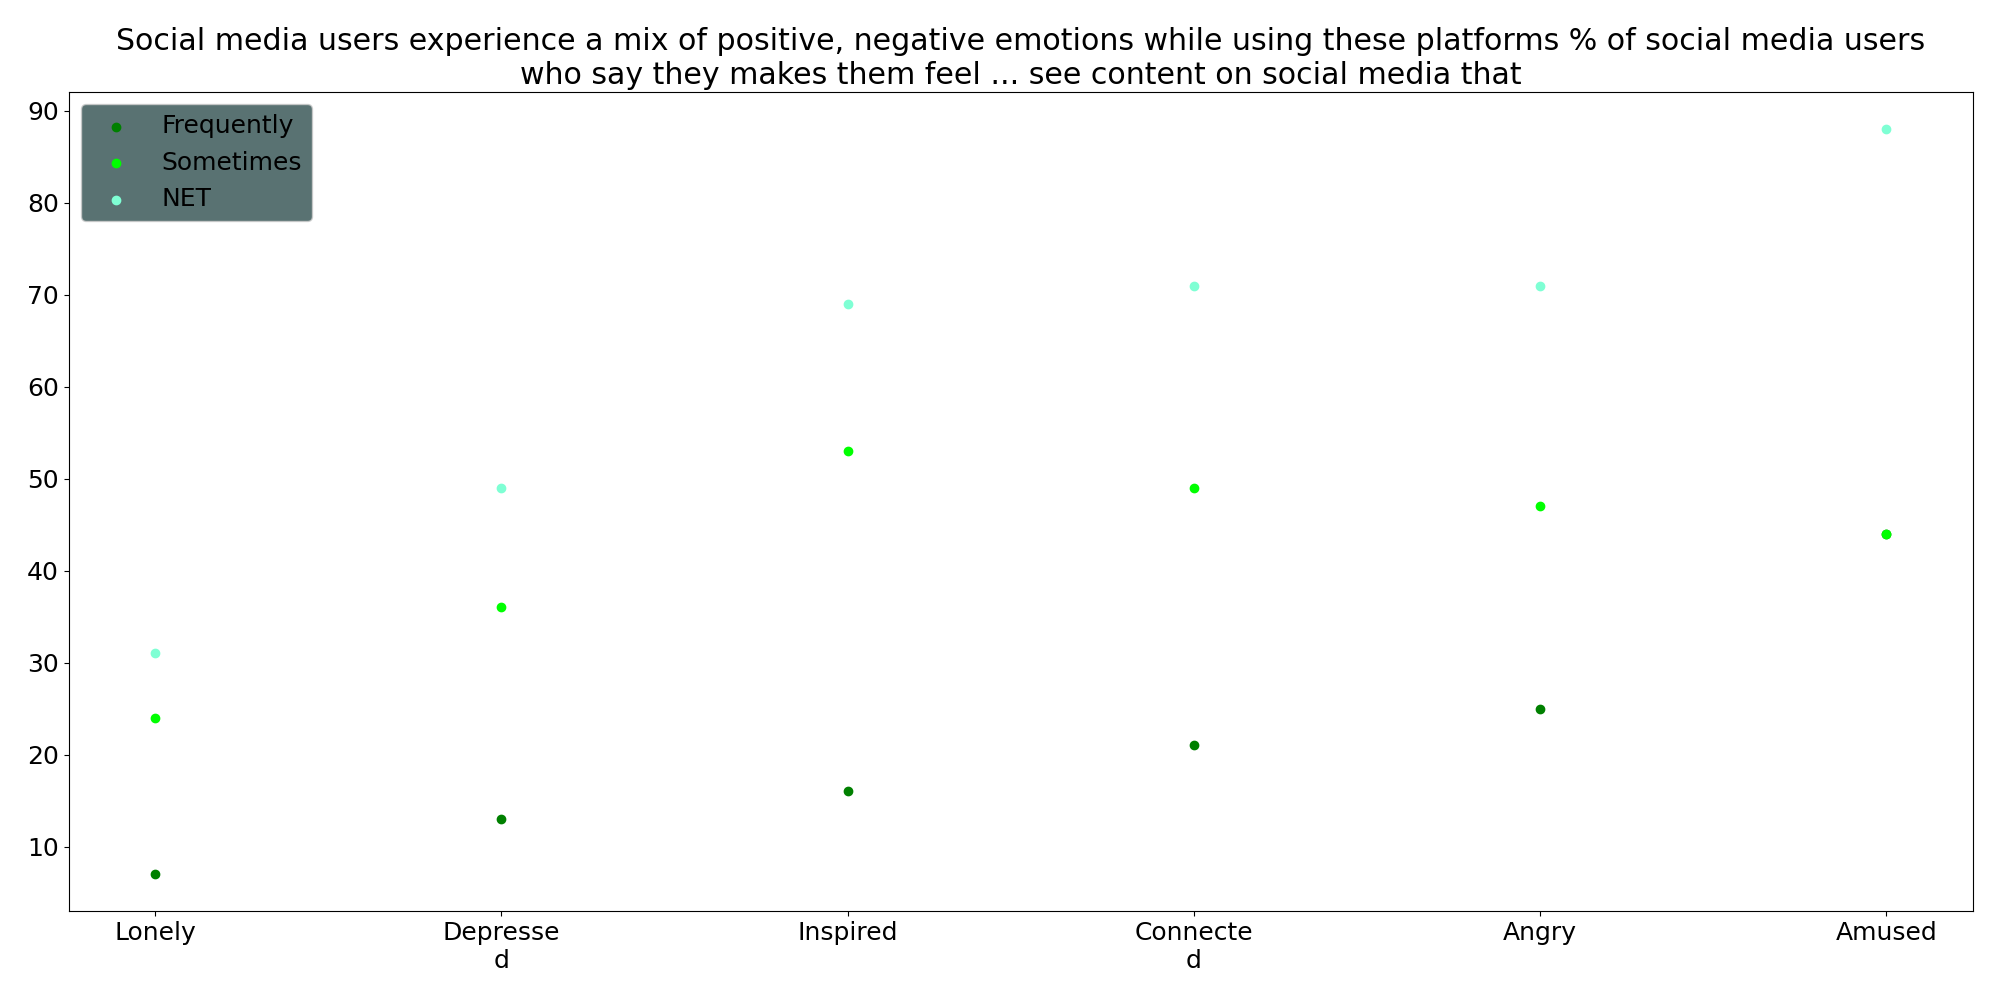 Social media users experience a mix of positive, negative emotions while using these platforms % of social media users
who say they makes them feel ... see content on social media that
90
80
70
60
50
40
30
20
10
Frequently
Sometimes
NET
Lonely
Depresse
d
Inspired
Connecte
d
Angry
Amused